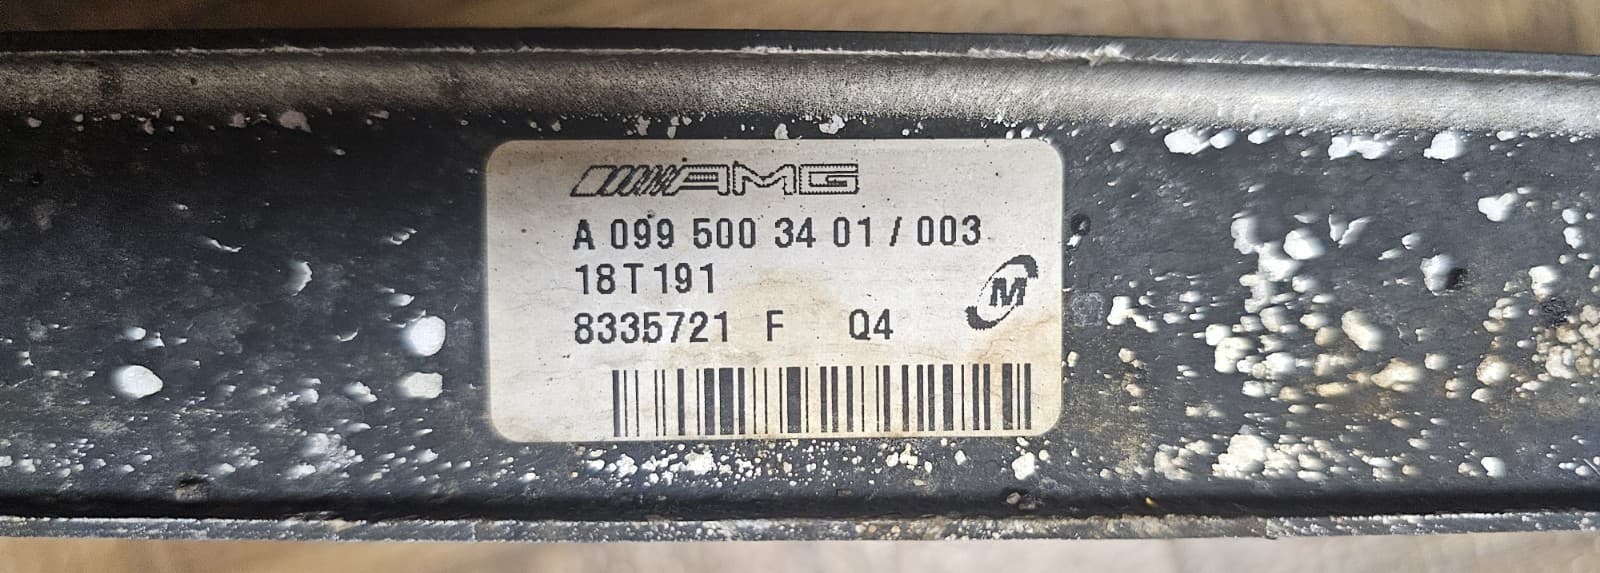 AMG
A 099 500 34 01 / 003
18T191
M
8335721 F Q4